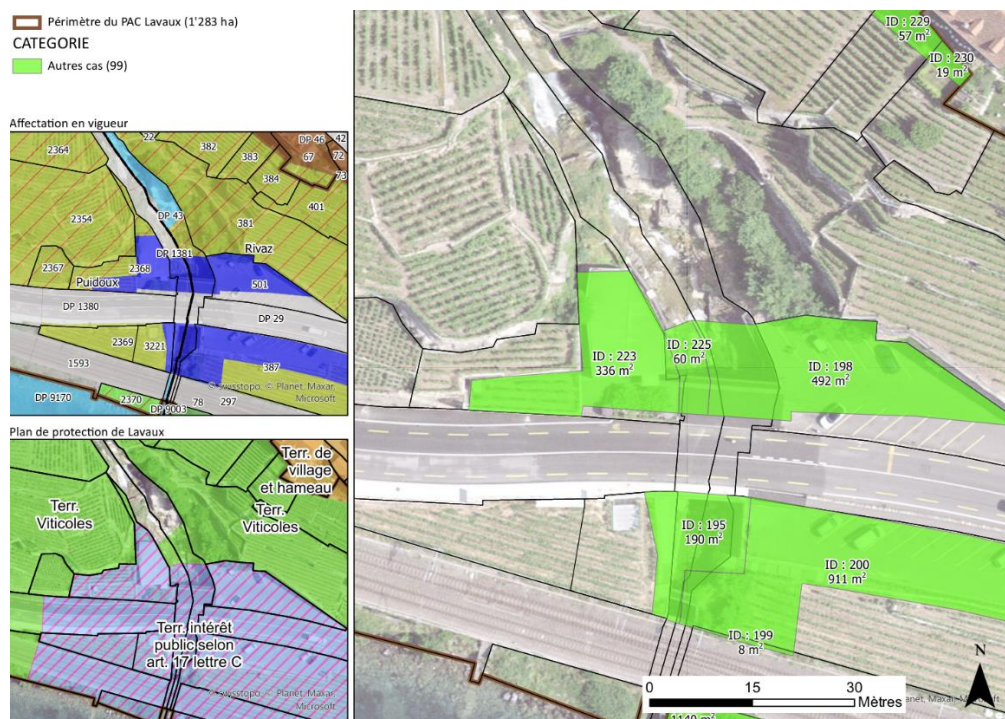 Périmètre du PAC Lavaux (1'283 ha)
CATEGORIE
Autres cas (99)
Affectation en vigueur
2364
22
382
383
384
DP 46
67
42
72
73
401
2354
DP 43
381
DP 1381
Rivaz
2367
2368
Puidoux
501
DP 1380
DP 29
2369
3221
1593
387
© swisstopo, © Planet, Maxar,
Microsoft
DP 9170
2370
DP 9003
78
297
Plan de protection de Lavaux
Terr. de
village
et hameau
Terr.
Viticoles
Terr.
Viticoles
Terr. intérêt
public selon
art. 17 lettre C
© swisstopo, © Planet, Maxar,
Microsoft
ID : 229
57 m²
ID : 230
19 m²
ID : 223
336 m²
ID : 225
60 m²
ID : 198
492 m²
ID : 195
190 m²
ID : 200
911 m²
ID : 199
8 m²
N
0 15 30
Mètres